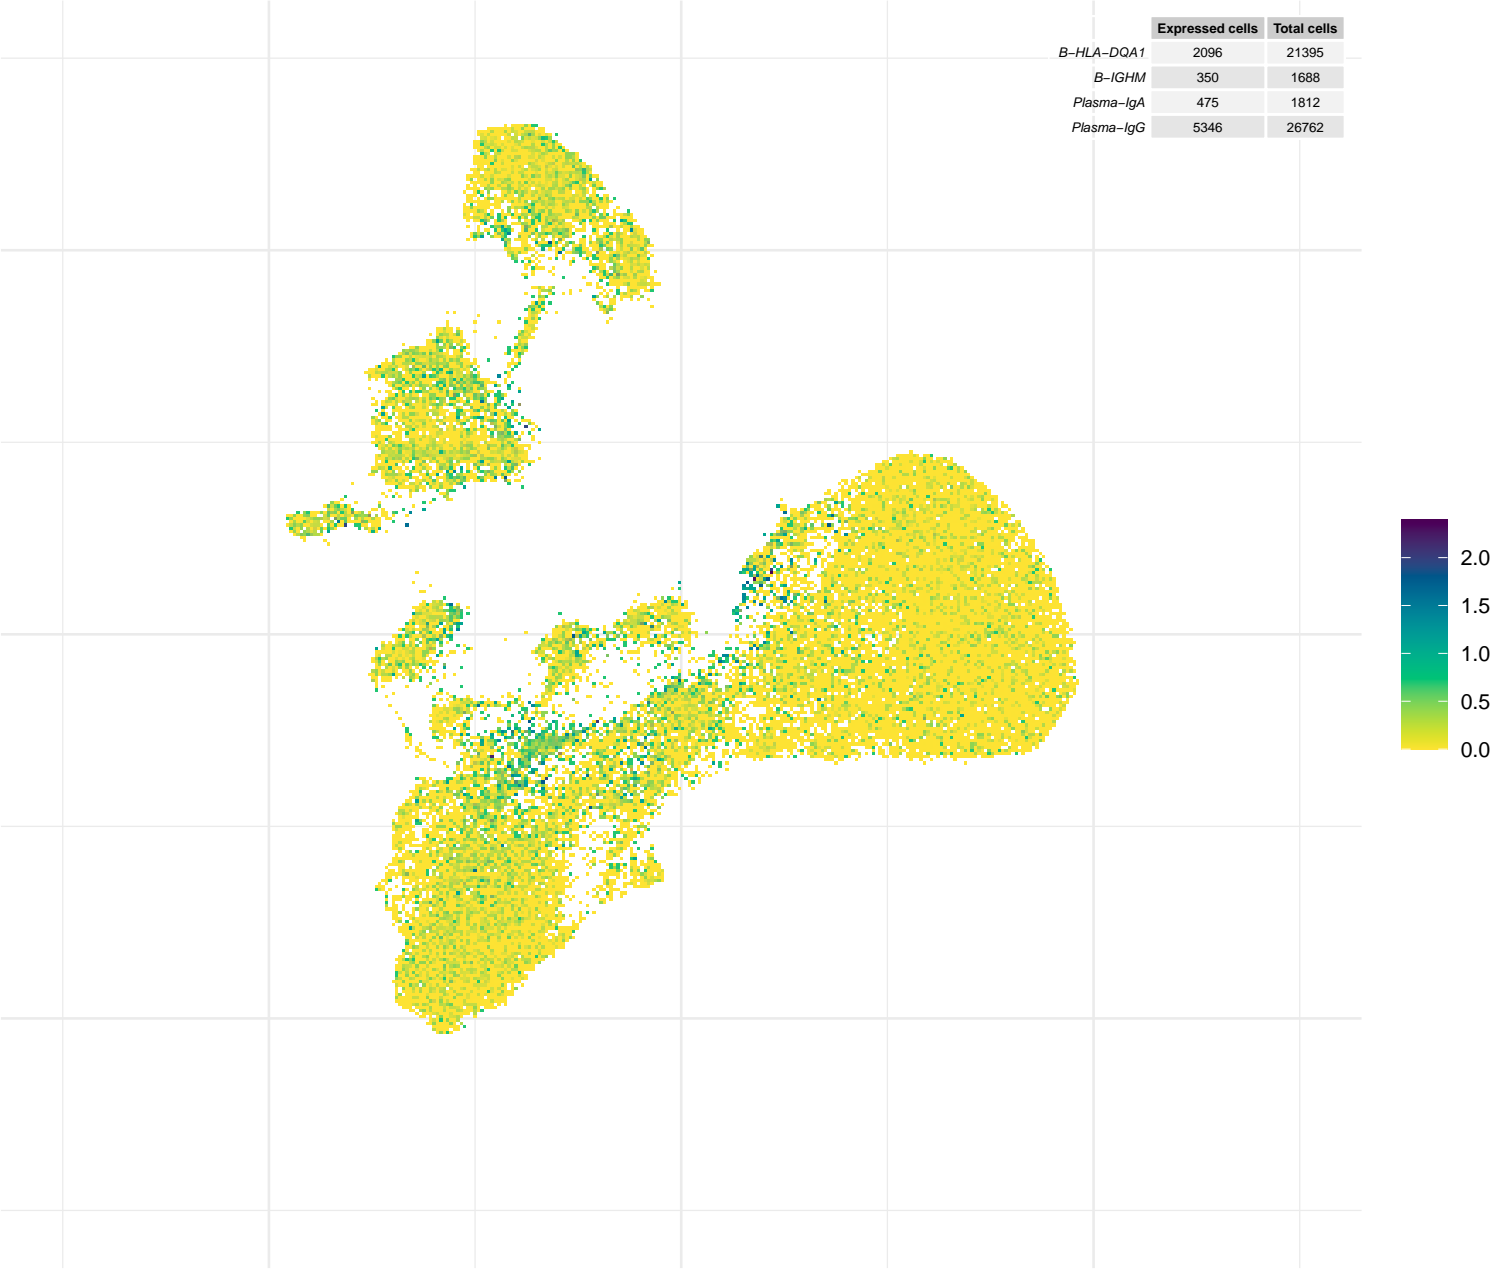 Expressed cells Total cells
B−HLA−DQA1 2096 21395
B−IGHM 350 1688
Plasma−IgA 475 1812
Plasma−IgG 5346 26762
2.0
1.5
1.0
0.5
0.0